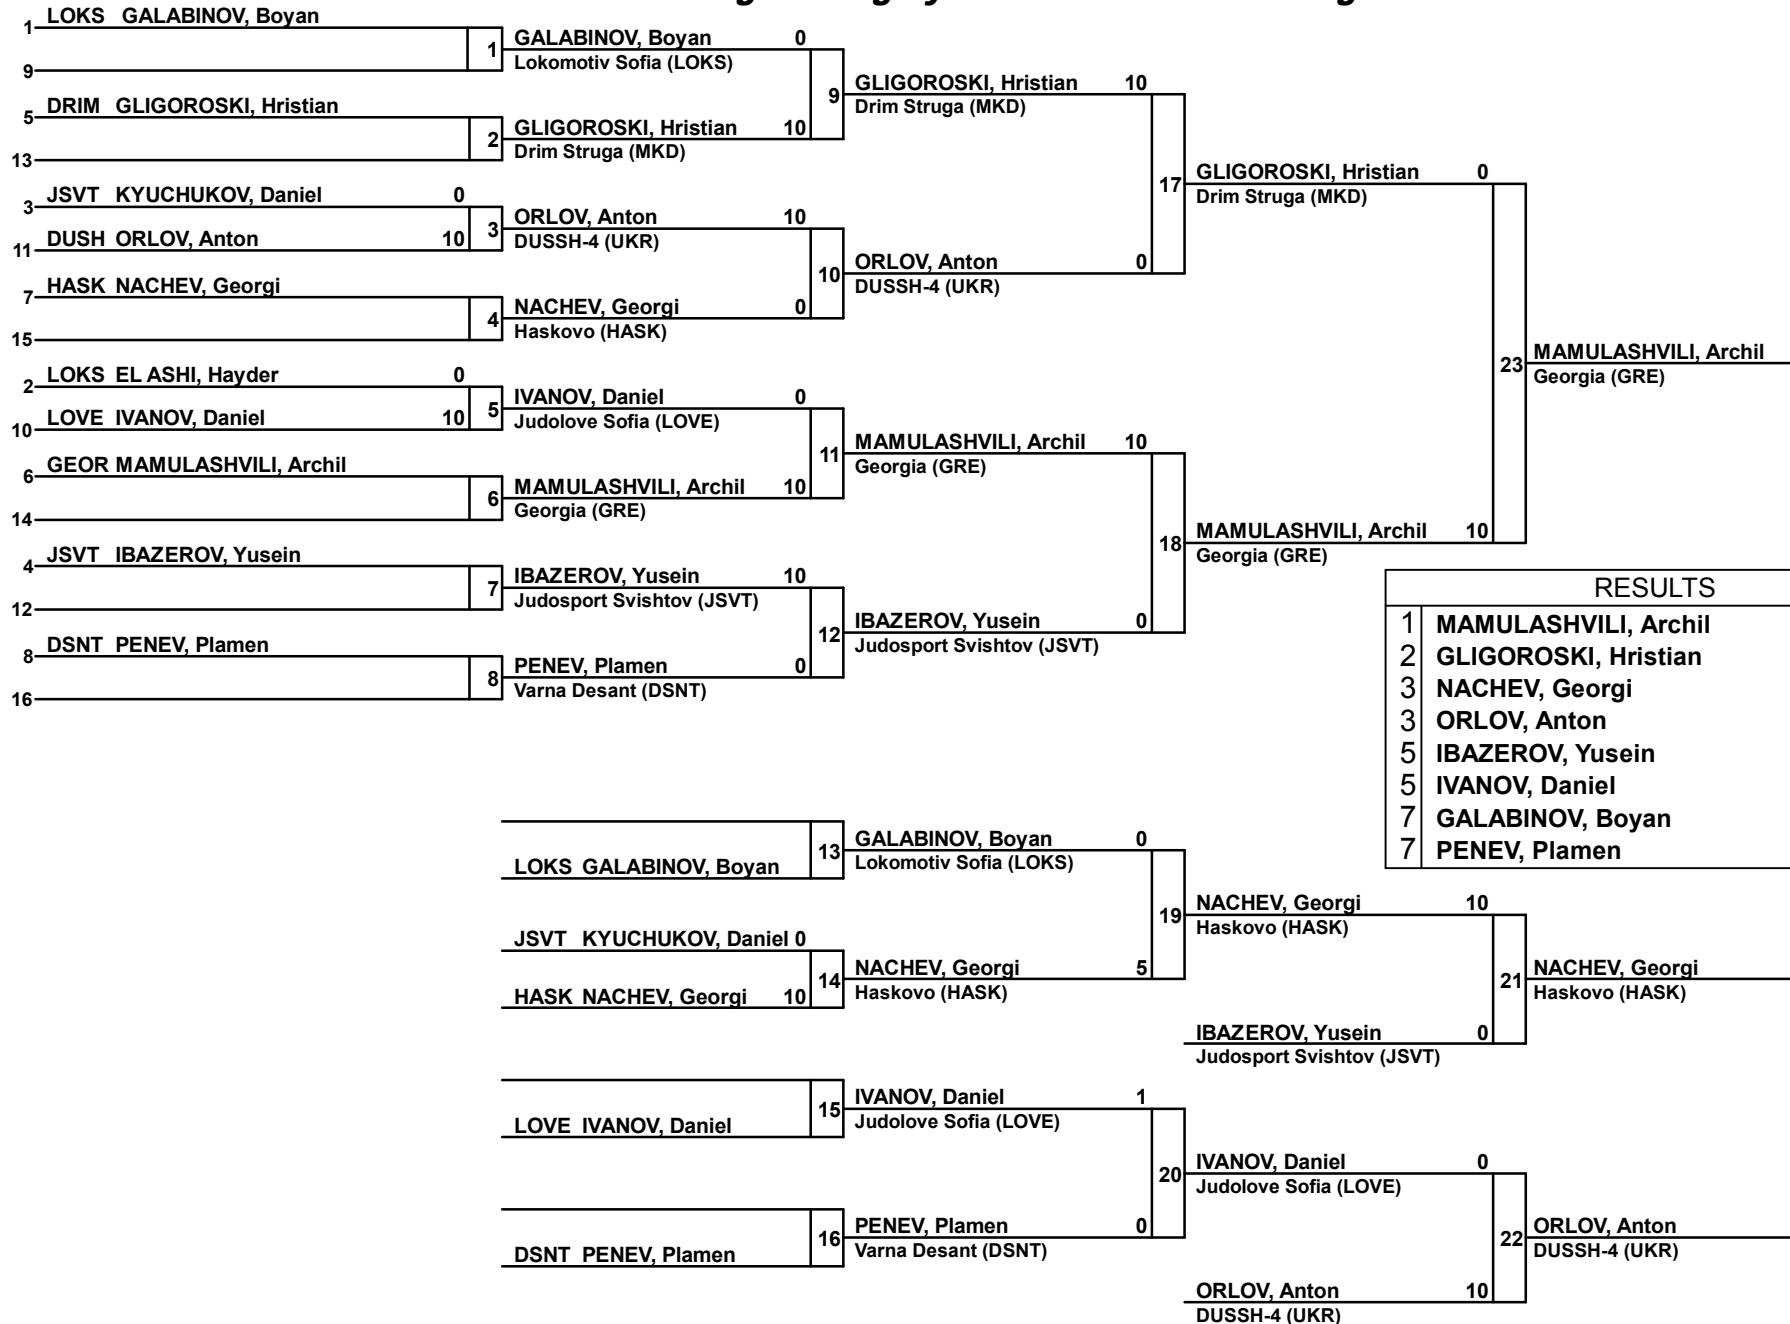 1 LOKS GALABINOV, Boyan
9
1 GALABINOV, Boyan 0
Lokomotiv Sofia (LOKS)
5 DRIM GLIGOROSKI, Hristian
13
2 GLIGOROSKI, Hristian 10
Drim Struga (MKD)
9 GLIGOROSKI, Hristian 10
Drim Struga (MKD)
3 JSVT KYUCHUKOV, Daniel 0
11 DUSH ORLOV, Anton 10
3 ORLOV, Anton 10
DUSSH-4 (UKR)
7 HASK NACHEV, Georgi
15
4 NACHEV, Georgi 0
Haskovo (HASK)
10 ORLOV, Anton 0
DUSSH-4 (UKR)
17 GLIGOROSKI, Hristian 0
Drim Struga (MKD)
2 LOKS EL ASHI, Hayder 0
10 LOVE IVANOV, Daniel 10
5 IVANOV, Daniel 0
Judolove Sofia (LOVE)
6 GEOR MAMULASHVILI, Archil
14
6 MAMULASHVILI, Archil 10
Georgia (GRE)
11 MAMULASHVILI, Archil 10
Georgia (GRE)
4 JSVT IBAZEROV, Yusein
12
7 IBAZEROV, Yusein 10
Judosport Svishtov (JSVT)
8 DSNT PENEV, Plamen
16
8 PENEV, Plamen 0
Varna Desant (DSNT)
12 IBAZEROV, Yusein 0
Judosport Svishtov (JSVT)
18 MAMULASHVILI, Archil 10
Georgia (GRE)
23 MAMULASHVILI, Archil
Georgia (GRE)
RESULTS
1 MAMULASHVILI, Archil
2 GLIGOROSKI, Hristian
3 NACHEV, Georgi
3 ORLOV, Anton
5 IBAZEROV, Yusein
5 IVANOV, Daniel
7 GALABINOV, Boyan
7 PENEV, Plamen
LOKS GALABINOV, Boyan
13 GALABINOV, Boyan 0
Lokomotiv Sofia (LOKS)
JSVT KYUCHUKOV, Daniel 0
HASK NACHEV, Georgi 10
14 NACHEV, Georgi 5
Haskovo (HASK)
19 NACHEV, Georgi 10
Haskovo (HASK)
IBAZEROV, Yusein 0
Judosport Svishtov (JSVT)
21 NACHEV, Georgi
Haskovo (HASK)
LOVE IVANOV, Daniel
15 IVANOV, Daniel 1
Judolove Sofia (LOVE)
DSNT PENEV, Plamen
16 PENEV, Plamen 0
Varna Desant (DSNT)
20 IVANOV, Daniel 0
Judolove Sofia (LOVE)
ORLOV, Anton 10
DUSSH-4 (UKR)
22 ORLOV, Anton
DUSSH-4 (UKR)